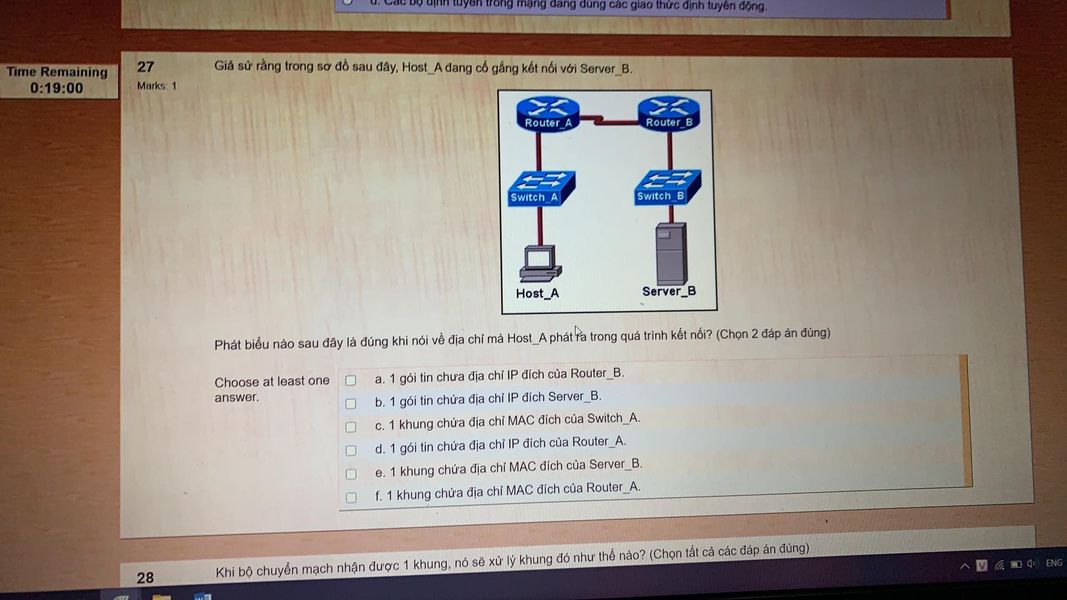 d. Các bộ định tuyến trong mạng đang dùng các giao thức định tuyến động.
Time Remaining
0:19:00
27
Marks: 1
Giả sử rằng trong sơ đồ sau đây, Host_A đang cố gắng kết nối với Server_B.
Router_A
Router_B
Switch_A
Switch_B
Host_A
Server_B
Phát biểu nào sau đây là đúng khi nói về địa chỉ mà Host_A phát ra trong quá trình kết nối? (Chọn 2 đáp án đúng)
Choose at least one
answer.
a. 1 gói tin chưa địa chỉ IP đích của Router_B.
b. 1 gói tin chứa địa chỉ IP đích Server_B.
c. 1 khung chứa địa chỉ MAC đích của Switch_A.
d. 1 gói tin chứa địa chỉ IP đích của Router_A.
e. 1 khung chứa địa chỉ MAC đích của Server_B.
f. 1 khung chứa địa chỉ MAC đích của Router_A.
28
Khi bộ chuyển mạch nhận được 1 khung, nó sẽ xử lý khung đó như thế nào? (Chọn tất cả các đáp án đúng)
V
ENG